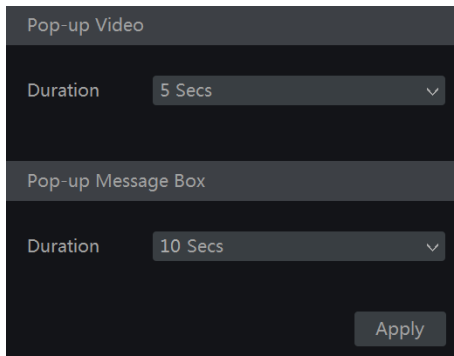 Pop-up Video
Duration 5 Secs
Pop-up Message Box
Duration 10 Secs
Apply